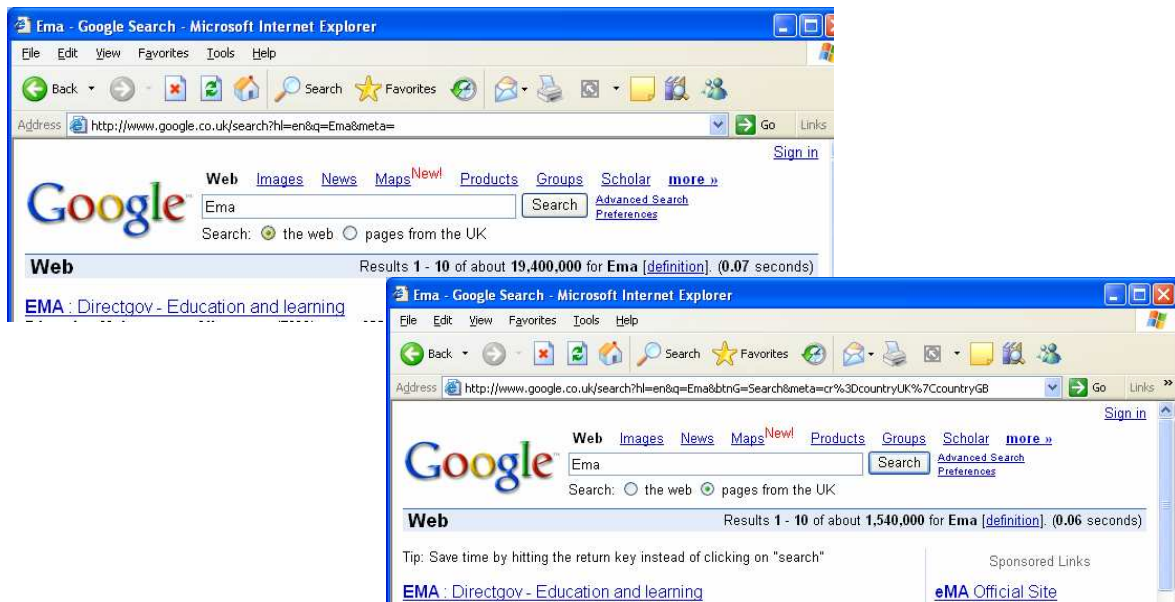 Ema - Google Search - Microsoft Internet Explorer
File Edit View Favorites Tools Help
Back Search Favorites
Address http://www.google.co.uk/search?hl=en&q=Ema&meta= Go Links
Sign in
Web Images News Maps New! Products Groups Scholar more »
Google™ Ema Search Advanced Search
Preferences
Search: the web pages from the UK
Web Results 1 - 10 of about 19,400,000 for Ema [definition]. (0.07 seconds)
EMA : Directgov - Education and learning
Ema - Google Search - Microsoft Internet Explorer
File Edit View Favorites Tools Help
Back Search Favorites
Address http://www.google.co.uk/search?hl=en&q=Ema&btnG=Search&meta=cr%3DcountryUK%7CcountryGB Go Links »
Sign in
Web Images News Maps New! Products Groups Scholar more »
Google™ Ema Search Advanced Search
Preferences
Search: the web pages from the UK
Web Results 1 - 10 of about 1,540,000 for Ema [definition]. (0.06 seconds)
Tip: Save time by hitting the return key instead of clicking on "search" Sponsored Links
EMA : Directgov - Education and learning eMA Official Site